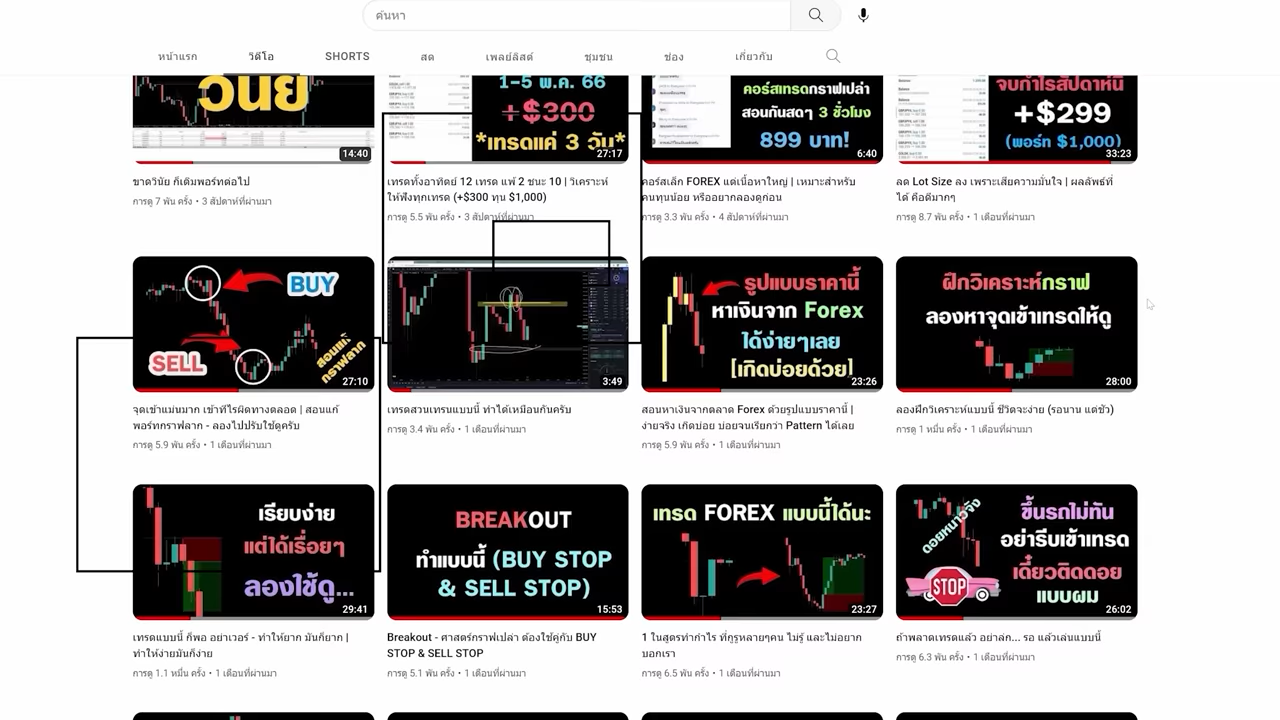 ค้นหา
หน้าแรก วิดีโอ SHORTS สด เพลย์ลิสต์ ชุมชน ช่อง เกี่ยวกับ
วินัย
14:40
1-5 พ.ค. 66
+$300
*เทรดแค่ 3 วัน*
27:17
คอร์สเทรดกราฟเปล่า
สอนกันสดๆ 3 ชั่วโมง
899 บาท!
6:40
จบกำไรสัปดาห์นี้
+$299
(พอร์ท $1,000)
33:23
ขาดวินัย ก็เติมพอร์ทต่อไป
การดู 7 พัน ครั้ง • 3 สัปดาห์ที่ผ่านมา
เทรดทั้งอาทิตย์ 12 เทรด แพ้ 2 ชนะ 10 | วิเคราะห์
ให้ฟังทุกเทรด (+$300 ทุน $1,000)
การดู 5.5 พัน ครั้ง • 3 สัปดาห์ที่ผ่านมา
คอร์สเล็ก FOREX แต่เนื้อหาใหญ่ | เหมาะสำหรับ
คนทุนน้อย หรืออยากลองดูก่อน
การดู 3.3 พัน ครั้ง • 4 สัปดาห์ที่ผ่านมา
ลด Lot Size ลง เพราะเสียความมั่นใจ | ผลลัพธ์ที่
ได้ คือดีมากๆ
การดู 8.7 พัน ครั้ง • 1 เดือนที่ผ่านมา
BUY
SELL
สอนแก้
กราฟลาก
27:10
3:49
รูปแบบราคานี้
หาเงินจาก Forex
ได้ง่ายๆเลย
[เกิดบ่อยด้วย]
23:26
ฝึกวิเคราะห์กราฟ
ลองหาจุดเข้าเทรดให้ดู
28:00
จุดเข้าแม่นมาก เข้าทีไรผิดทางตลอด | สอนแก้
พอร์ทกราฟลาก - ลองไปปรับใช้ดูครับ
การดู 5.9 พัน ครั้ง • 1 เดือนที่ผ่านมา
เทรดสวนเทรนแบบนี้ ทำได้เหมือนกันครับ
การดู 3.4 พัน ครั้ง • 1 เดือนที่ผ่านมา
สอนหาเงินจากตลาด Forex ด้วยรูปแบบราคานี้ |
ง่ายจริง เกิดบ่อย บ่อยจนเรียกว่า Pattern ได้เลย
การดู 5.9 พัน ครั้ง • 1 เดือนที่ผ่านมา
ลองฝึกวิเคราะห์แบบนี้ ชีวิตจะง่าย (รอนาน แต่ชัว)
การดู 1 หมื่น ครั้ง • 1 เดือนที่ผ่านมา
เรียบง่าย
แต่ได้เรื่อยๆ
ลองใช้ดู...
29:41
BREAKOUT
ทำแบบนี้ (BUY STOP
& SELL STOP)
15:53
เทรด FOREX แบบนี้ได้นะ
23:27
ดอยหนาวจัง
ขึ้นรถไม่ทัน
อย่ารีบเข้าเทรด
เดี๋ยวติดดอย
แบบผม
STOP
26:02
เทรดแบบนี้ ก็พอ อย่าเวอร์ - ทำให้ยาก มันก็ยาก |
ทำให้ง่ายมันก็ง่าย
การดู 1.1 หมื่น ครั้ง • 1 เดือนที่ผ่านมา
Breakout - ศาสตร์กราฟเปล่า ต้องใช้คู่กับ BUY
STOP & SELL STOP
การดู 5.1 พัน ครั้ง • 1 เดือนที่ผ่านมา
1 ในสูตรทำกำไร ที่กูรูหลายๆคน ไม่รู้ และไม่อยาก
บอกเรา
การดู 6.5 พัน ครั้ง • 1 เดือนที่ผ่านมา
ถ้าพลาดเทรดแล้ว อย่าลก... รอ แล้วเล่นแบบนี้
การดู 6.3 พัน ครั้ง • 1 เดือนที่ผ่านมา